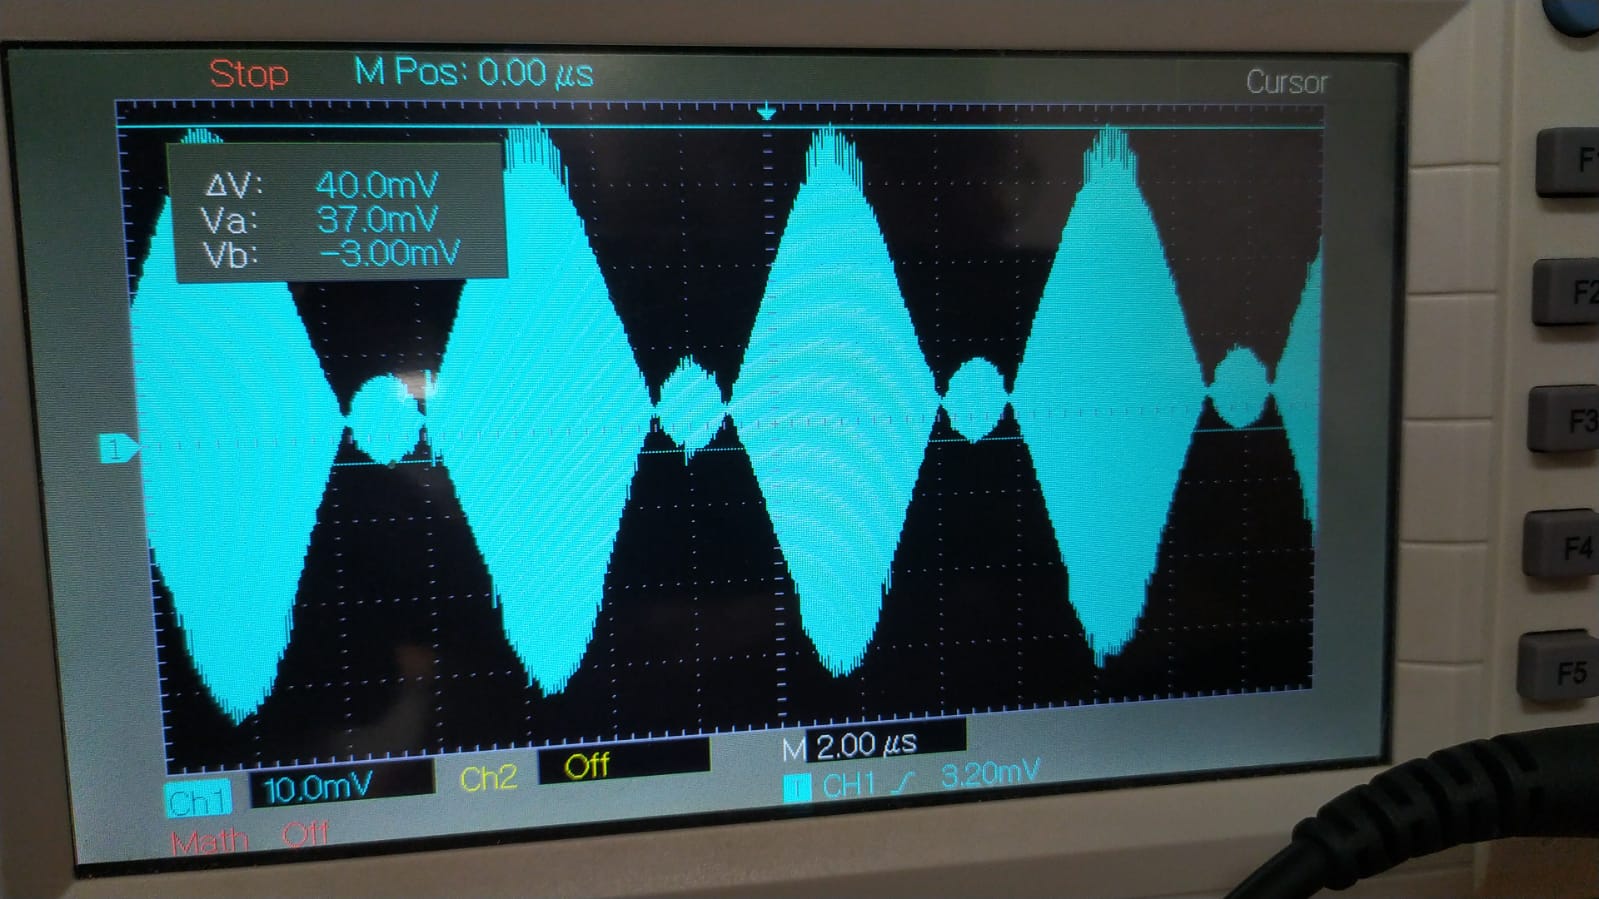 Stop M Pos: 0.00 µs Cursor
ΔV: 40.0mV
Va: 37.0mV
Vb: -3.00mV
1
Ch1 10.0mV Ch2 Off M 2.00 µs
1 CH1 3.20mV
Math Off
F1
F2
F3
F4
F5